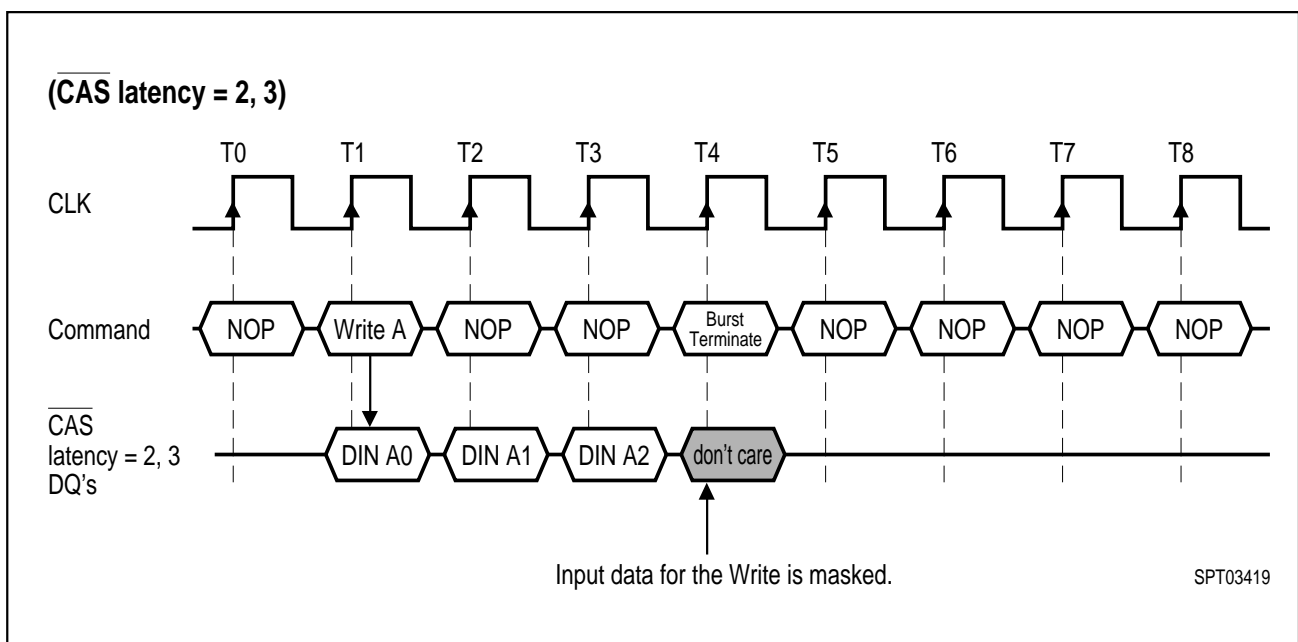 (CAS latency = 2, 3)
T0 T1 T2 T3 T4 T5 T6 T7 T8
CLK
Command NOP Write A NOP NOP Burst Terminate NOP NOP NOP NOP
CAS
latency = 2, 3
DQ’s
DIN A0 DIN A1 DIN A2 don’t care
Input data for the Write is masked.
SPT03419